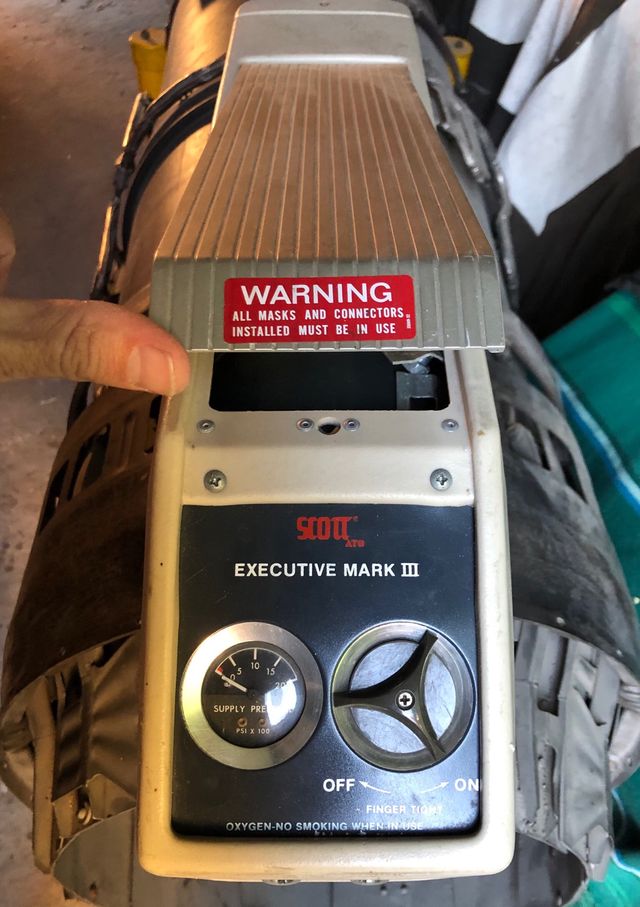 WARNING
ALL MASKS AND CONNECTORS
INSTALLED MUST BE IN USE
SCOTT
ATO
EXECUTIVE MARK III
0 5 10 15 20
SUPPLY
PSI X 100
OFF ON
FINGER TIGHT
OXYGEN-NO SMOKING WHEN IN USE